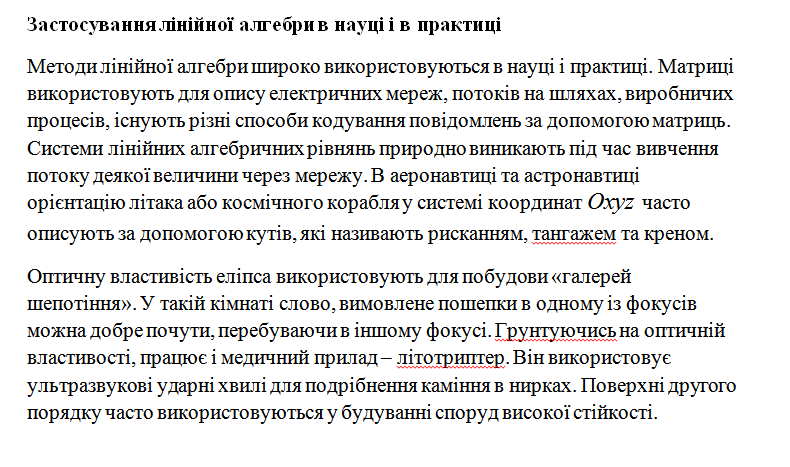 Застосування лінійної алгебри в науці і в практиці
Методи лінійної алгебри широко використовуються в науці і практиці. Матриці
використовують для опису електричних мереж, потоків на шляхах, виробничих
процесів, існують різні способи кодування повідомлень за допомогою матриць.
Системи лінійних алгебричних рівнянь природно виникають під час вивчення
потоку деякої величини через мережу. В аеронавтиці та астронавтиці
орієнтацію літака або космічного корабля у системі координат Oxyz часто
описують за допомогою кутів, які називають рисканням, тангажем та креном.
Оптичну властивість еліпса використовують для побудови «галерей
шепотіння». У такій кімнаті слово, вимовлене пошепки в одному із фокусів
можна добре почути, перебуваючи в іншому фокусі. Грунтуючись на оптичній
властивості, працює і медичний прилад – літотриптер. Він використовує
ультразвукові ударні хвилі для подрібнення каміння в нирках. Поверхні другого
порядку часто використовуються у будуванні споруд високої стійкості.